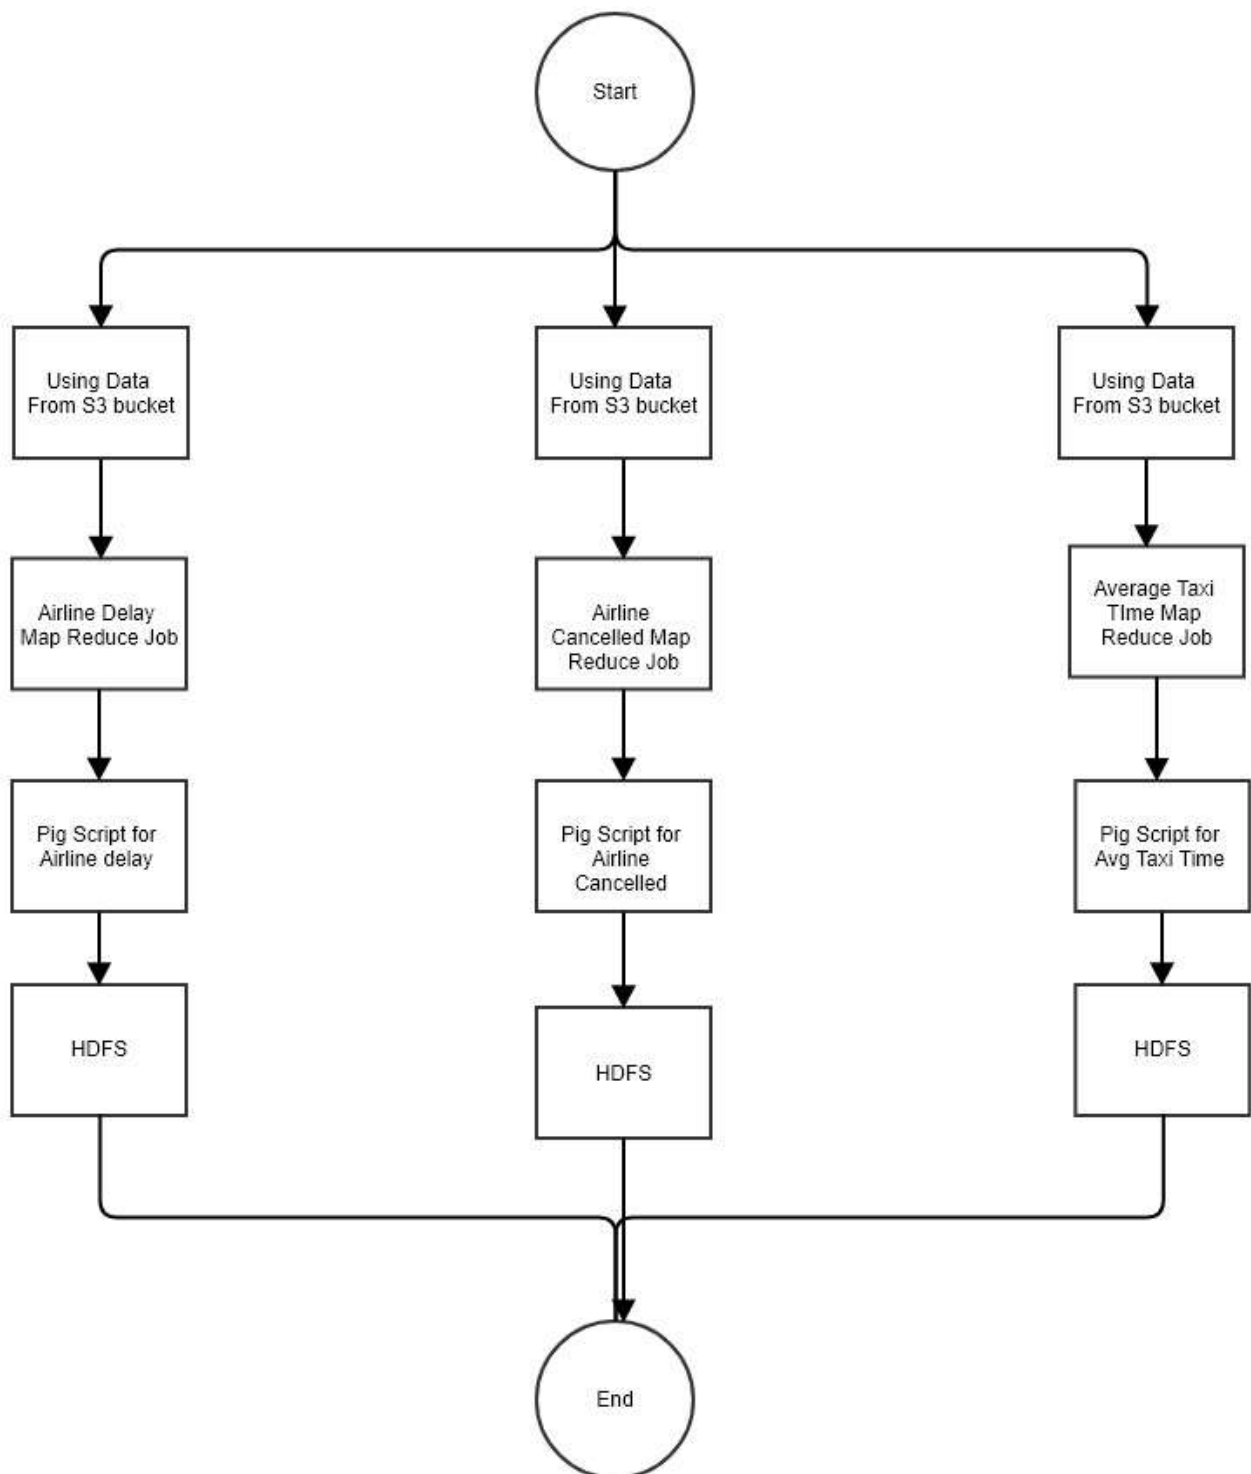 Start
Using Data
From S3 bucket
Using Data
From S3 bucket
Using Data
From S3 bucket
Airline Delay
Map Reduce Job
Airline
Cancelled Map
Reduce Job
Average Taxi
TIme Map
Reduce Job
Pig Script for
Airline delay
Pig Script for
Airline
Cancelled
Pig Script for
Avg Taxi Time
HDFS
HDFS
HDFS
End